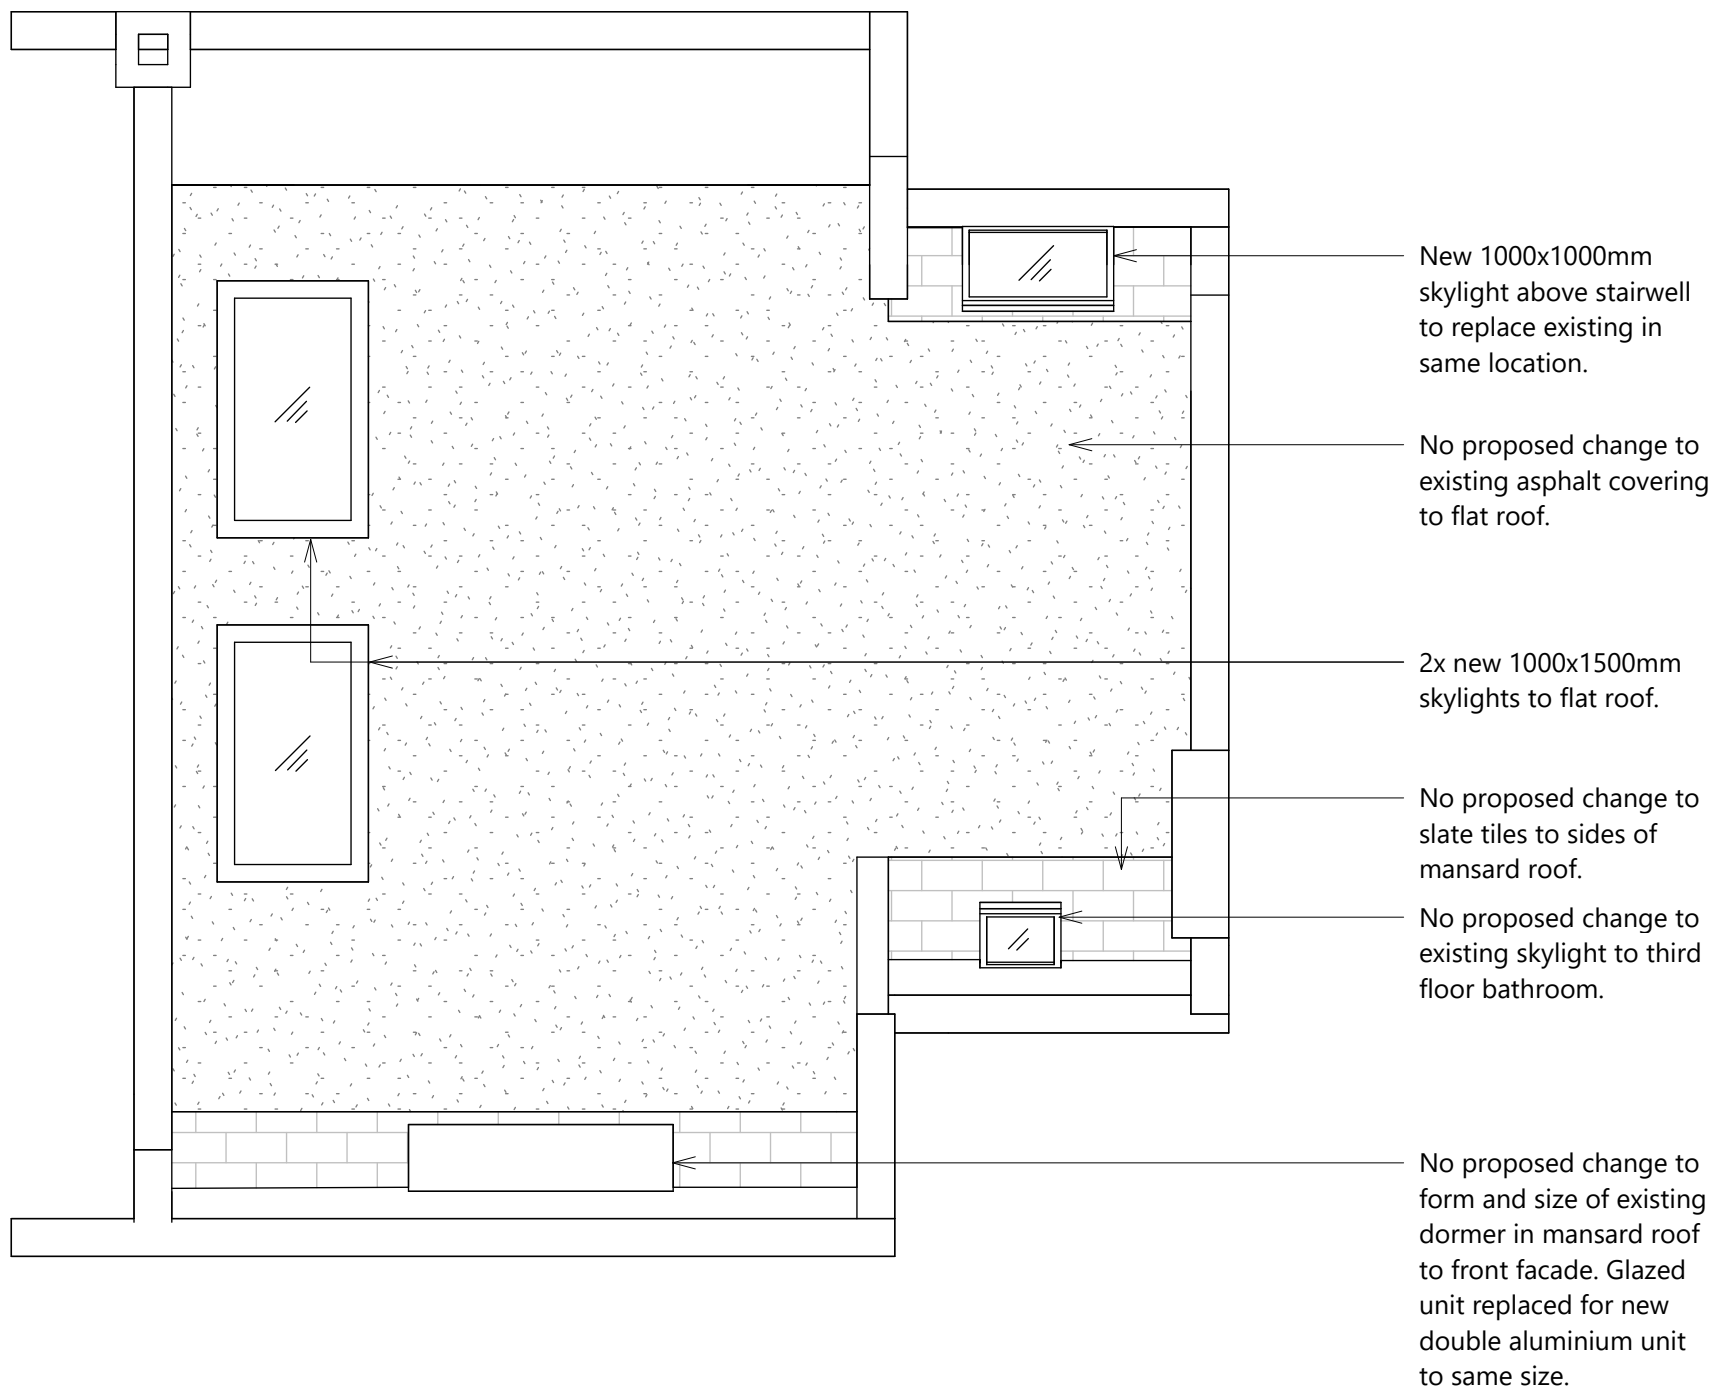 New 1000x1000mm
skylight above stairwell
to replace existing in
same location.
No proposed change to
existing asphalt covering
to flat roof.
2x new 1000x1500mm
skylights to flat roof.
No proposed change to
slate tiles to sides of
mansard roof.
No proposed change to
existing skylight to third
floor bathroom.
No proposed change to
form and size of existing
dormer in mansard roof
to front facade. Glazed
unit replaced for new
double aluminium unit
to same size.